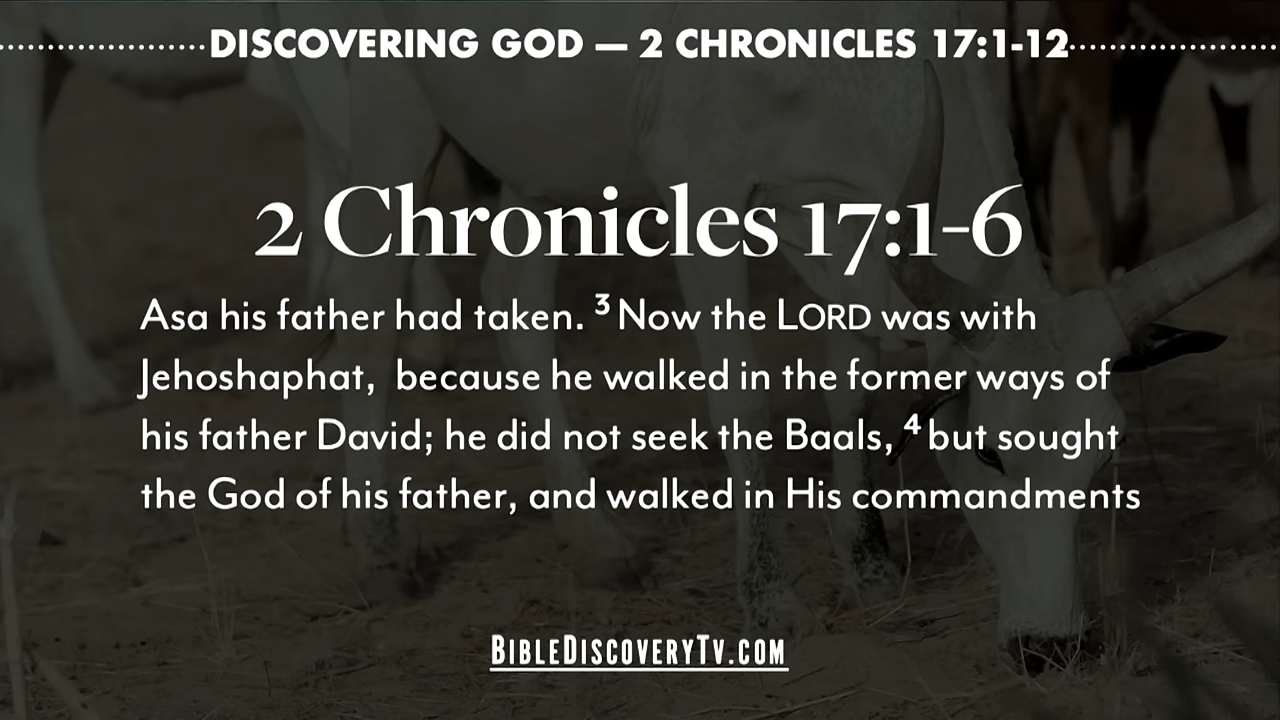 DISCOVERING GOD — 2 CHRONICLES 17:1-12
2 Chronicles 17:1-6
Asa his father had taken. ³ Now the LORD was with
Jehoshaphat, because he walked in the former ways of
his father David; he did not seek the Baals, ⁴ but sought
the God of his father, and walked in His commandments
BIBLEDISCOVERYTV.COM